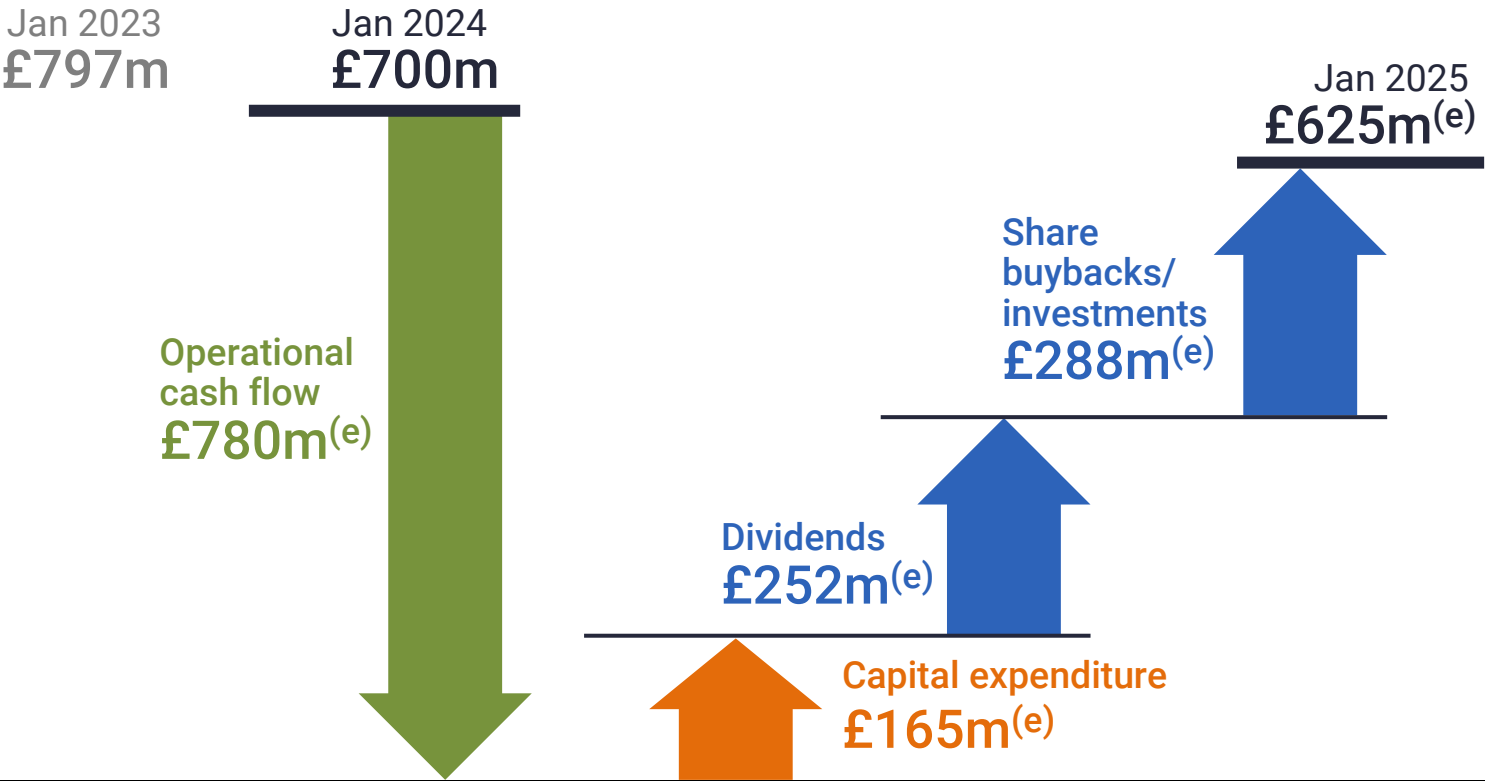 Jan 2023
£797m
Jan 2024
£700m
Jan 2025
£625m(e)
Share
buybacks/
investments
£288m(e)
Operational
cash flow
£780m(e)
Dividends
£252m(e)
Capital expenditure
£165m(e)